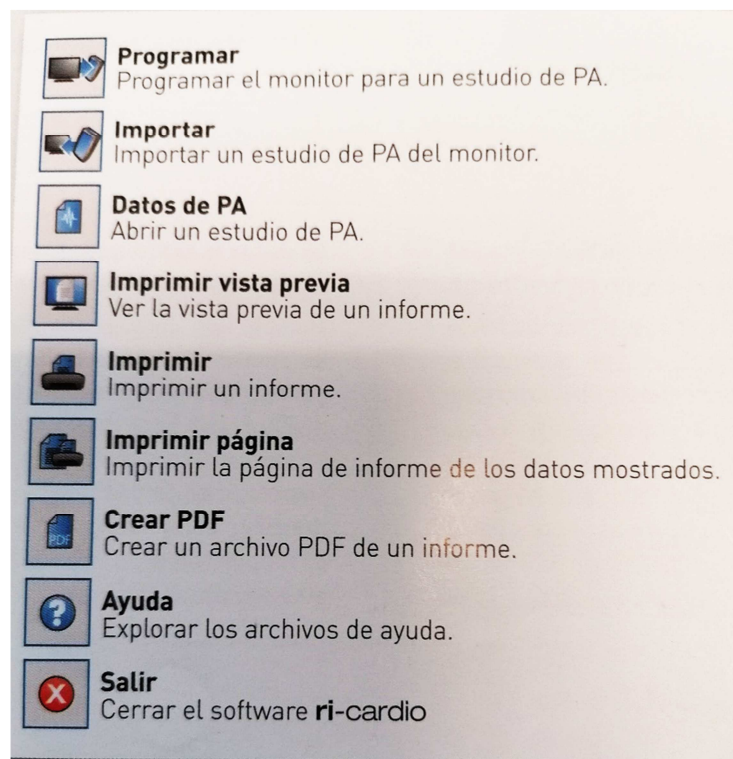 Programar
Programar el monitor para un estudio de PA.
Importar
Importar un estudio de PA del monitor.
Datos de PA
Abrir un estudio de PA.
Imprimir vista previa
Ver la vista previa de un informe.
Imprimir
Imprimir un informe.
Imprimir página
Imprimir la página de informe de los datos mostrados.
Crear PDF
PDF
Crear un archivo PDF de un informe.
Ayuda
?
Explorar los archivos de ayuda.
Salir
Cerrar el software ri-cardio